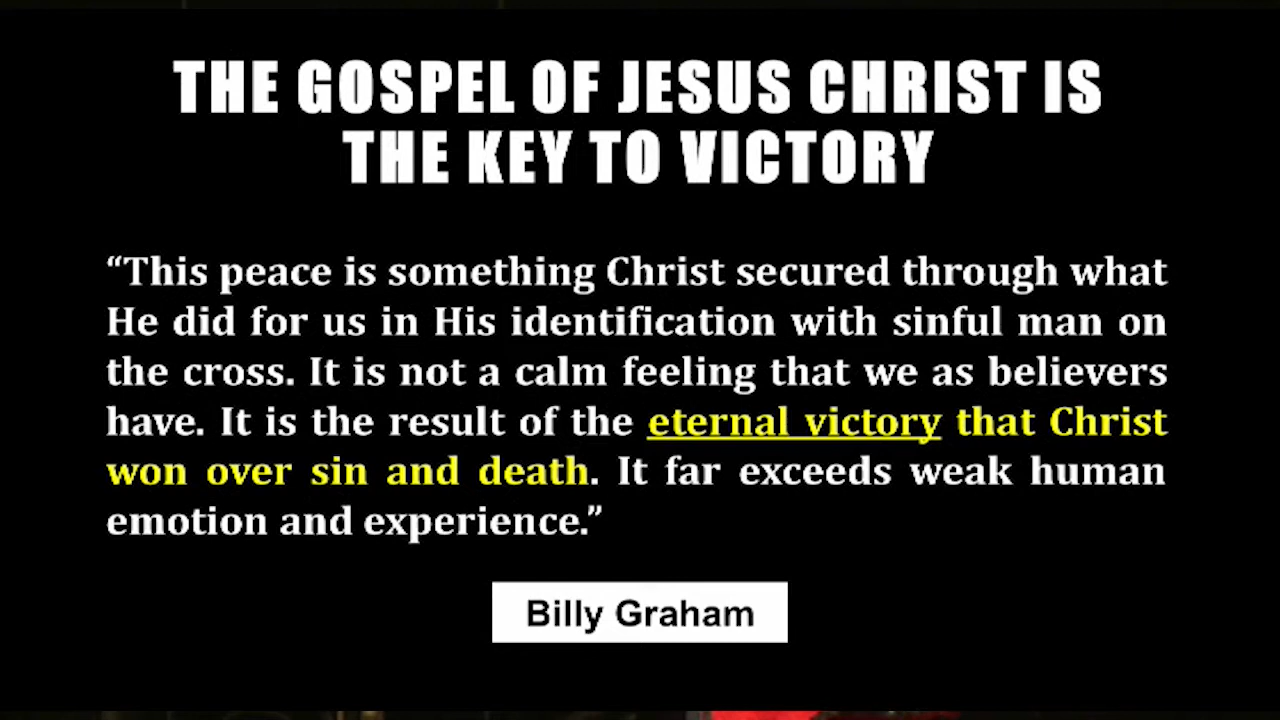 THE GOSPEL OF JESUS CHRIST IS
THE KEY TO VICTORY
“This peace is something Christ secured through what
He did for us in His identification with sinful man on
the cross. It is not a calm feeling that we as believers
have. It is the result of the eternal victory that Christ
won over sin and death. It far exceeds weak human
emotion and experience.”
Billy Graham